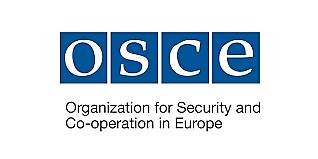 osce
Organization for Security and
Co-operation in Europe